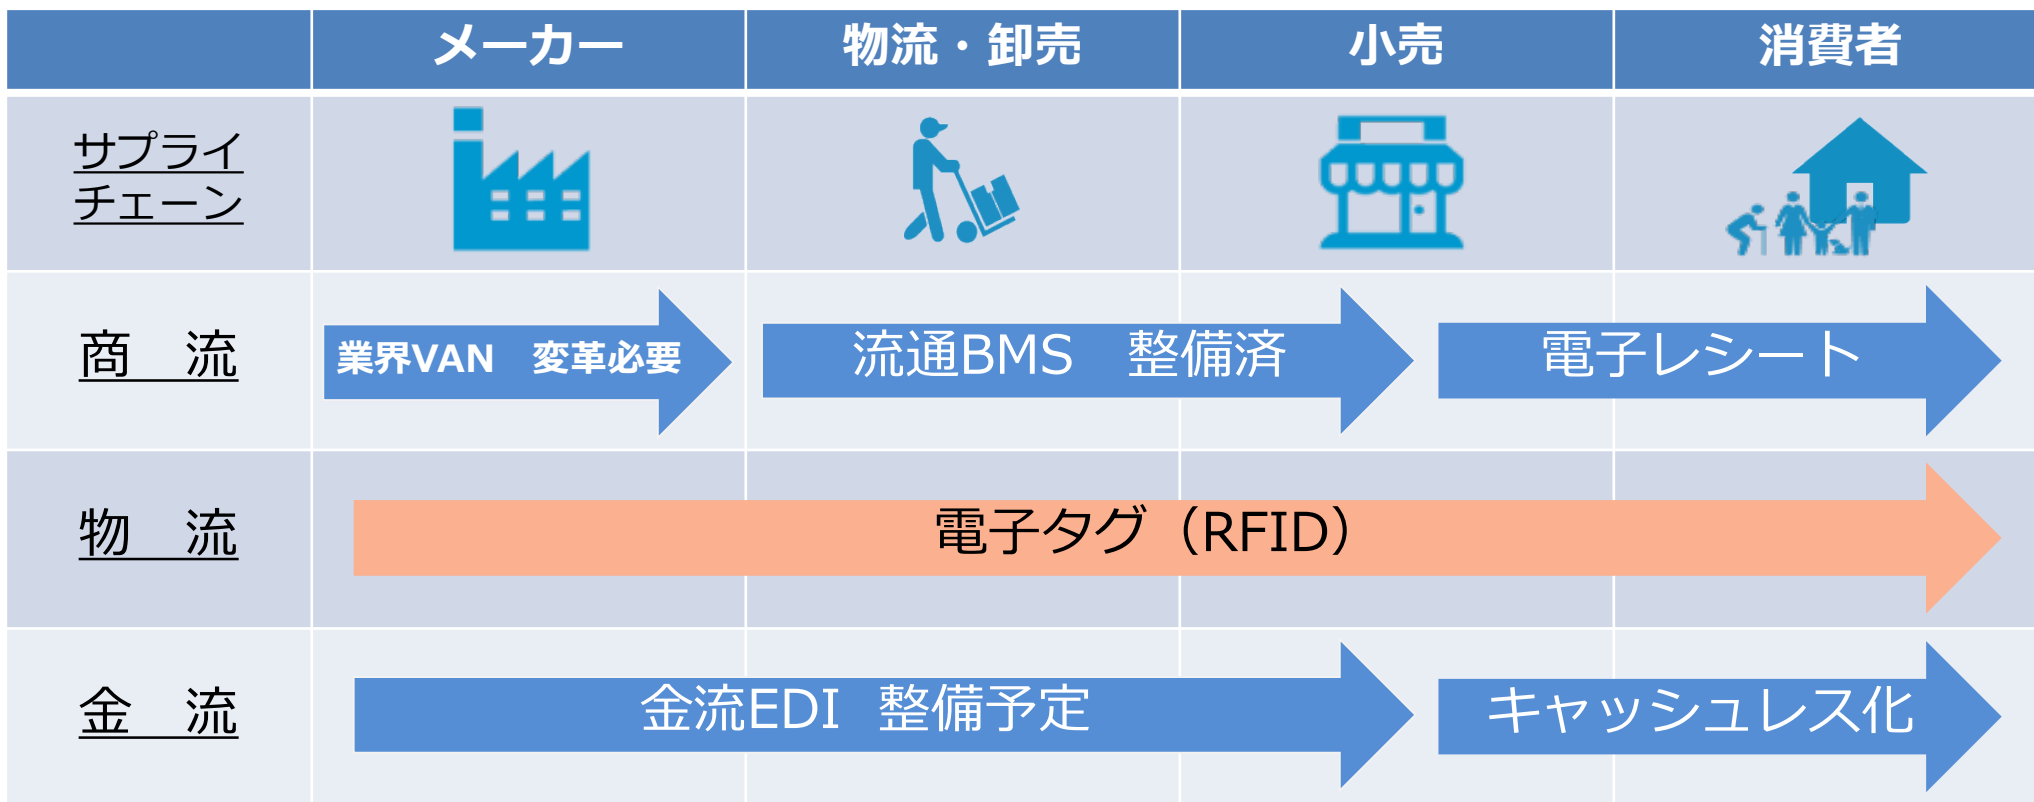 メーカー
物流・卸売
小売
消費者
サプライ
チェーン
商　流
業界VAN　変革必要
流通BMS　整備済
電子レシート
物　流
電子タグ（RFID）
金　流
金流EDI　整備予定
キャッシュレス化